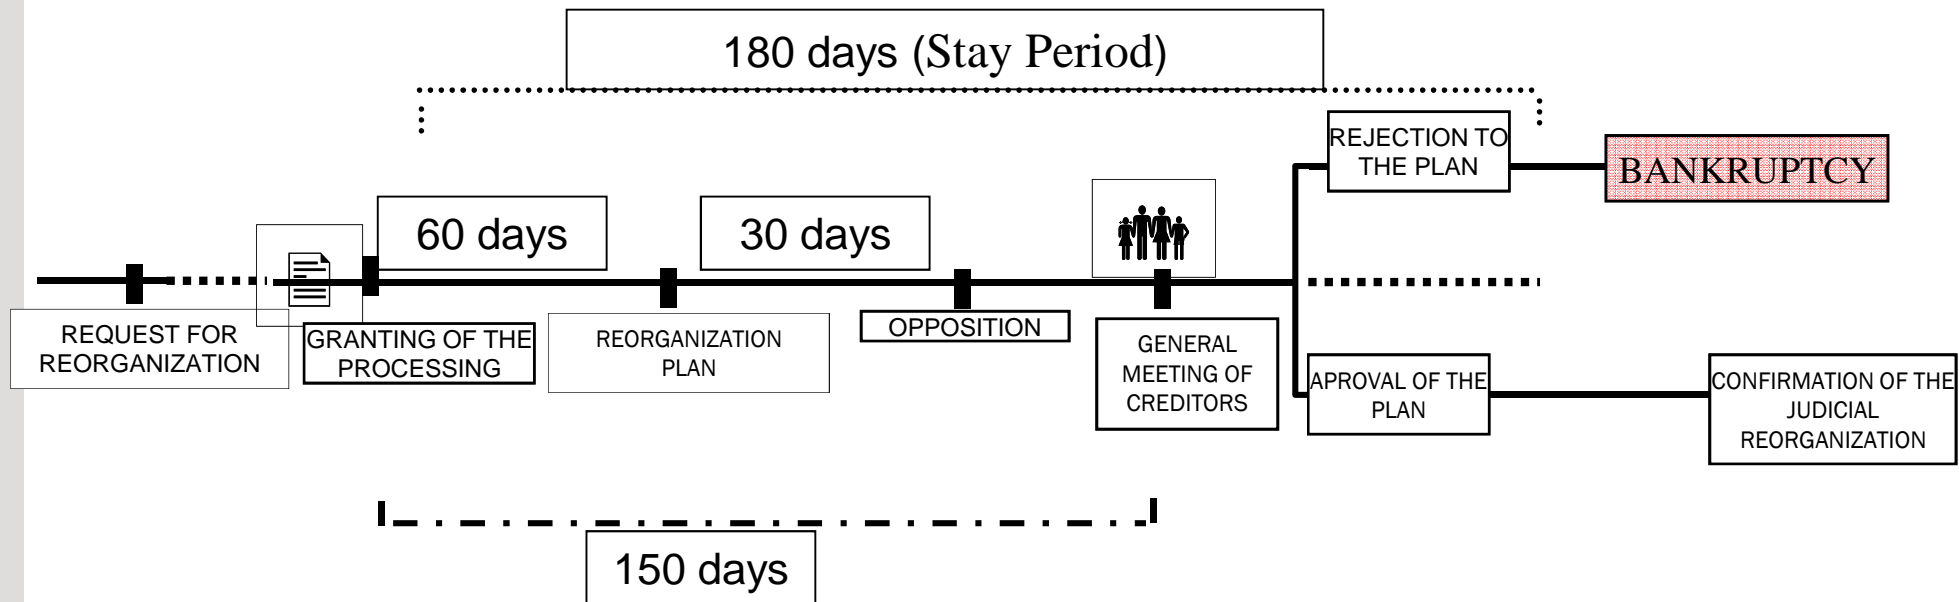 180 days (Stay Period)
REJECTION TO
THE PLAN
BANKRUPTCY
60 days
30 days
REQUEST FOR
REORGANIZATION
GRANTING OF THE
PROCESSING
REORGANIZATION
PLAN
OPPOSITION
GENERAL
MEETING OF
CREDITORS
APROVAL OF THE
PLAN
CONFIRMATION OF THE
JUDICIAL
REORGANIZATION
150 days